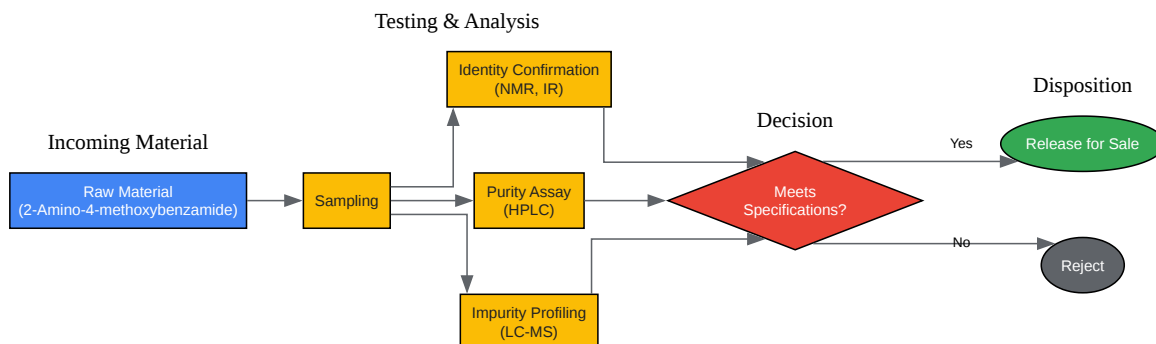 Testing & Analysis
Identity Confirmation
(NMR, IR)
Disposition
Decision
Incoming Material
Yes
Release for Sale
Raw Material
(2-Amino-4-methoxybenzamide)
Sampling
Purity Assay
(HPLC)
Meets
Specifications?
No
Reject
Impurity Profiling
(LC-MS)